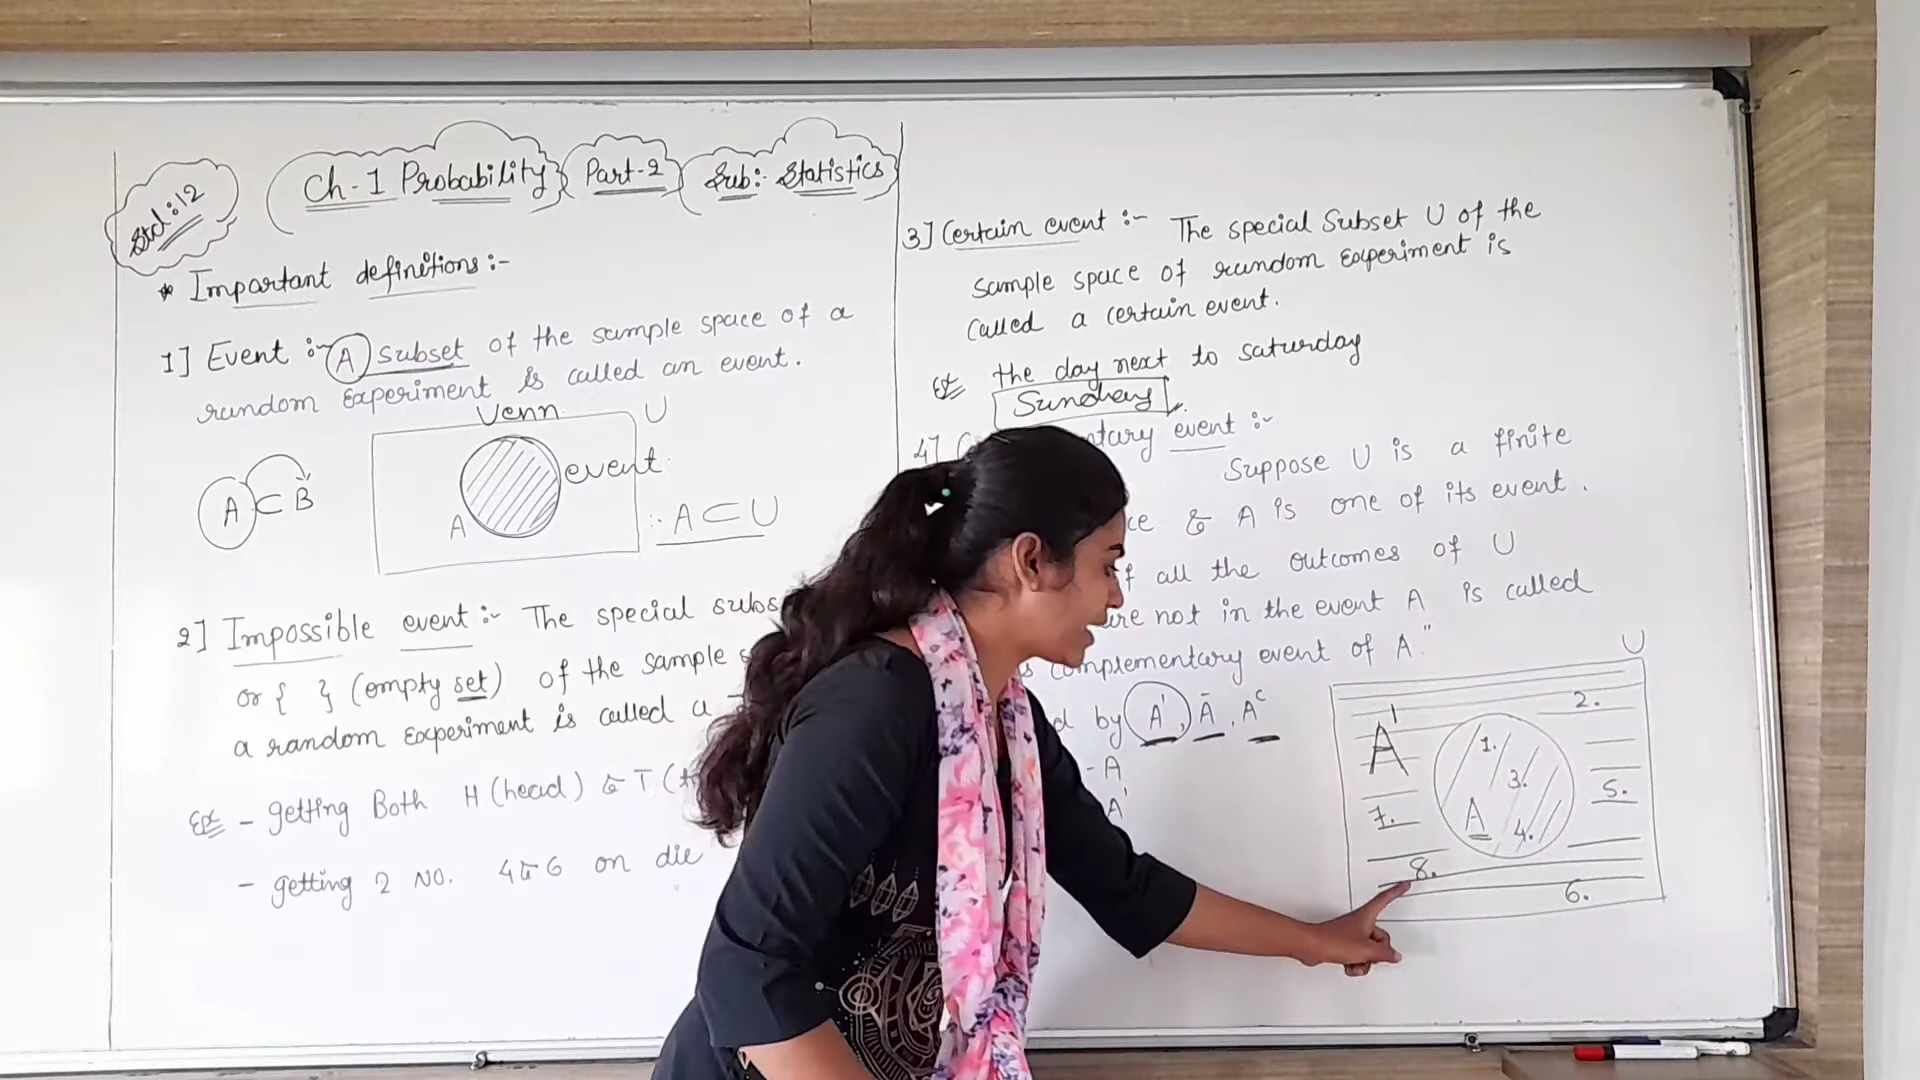 Std:12
Ch-1 Probability Part-2 Sub:- Statistics
* Important definitions:-
1] Event :- A subset of the sample space of a
random Experiment is called an event.
Venn
U
A ⊂ B
event
A
∴ A ⊂ U
2] Impossible event :- The special
or { } (empty set) of the sample
a random Experiment is called a
Ex - getting Both H (head) & T
- getting 2 NO. 4 & 6 on die
3] Certain event :- The special Subset U of the
Sample space of random Experiment is
called a certain event.
Ex the day next to saturday
Sunday
4] event :-
Suppose U is a finite
& A is one of its event.
all the outcomes of U
not in the event A is called
complementary event of A."
by A', Ā, Aᶜ
- A
A'
U
A'
2.
1.
3.
5.
A
4.
7.
8.
6.